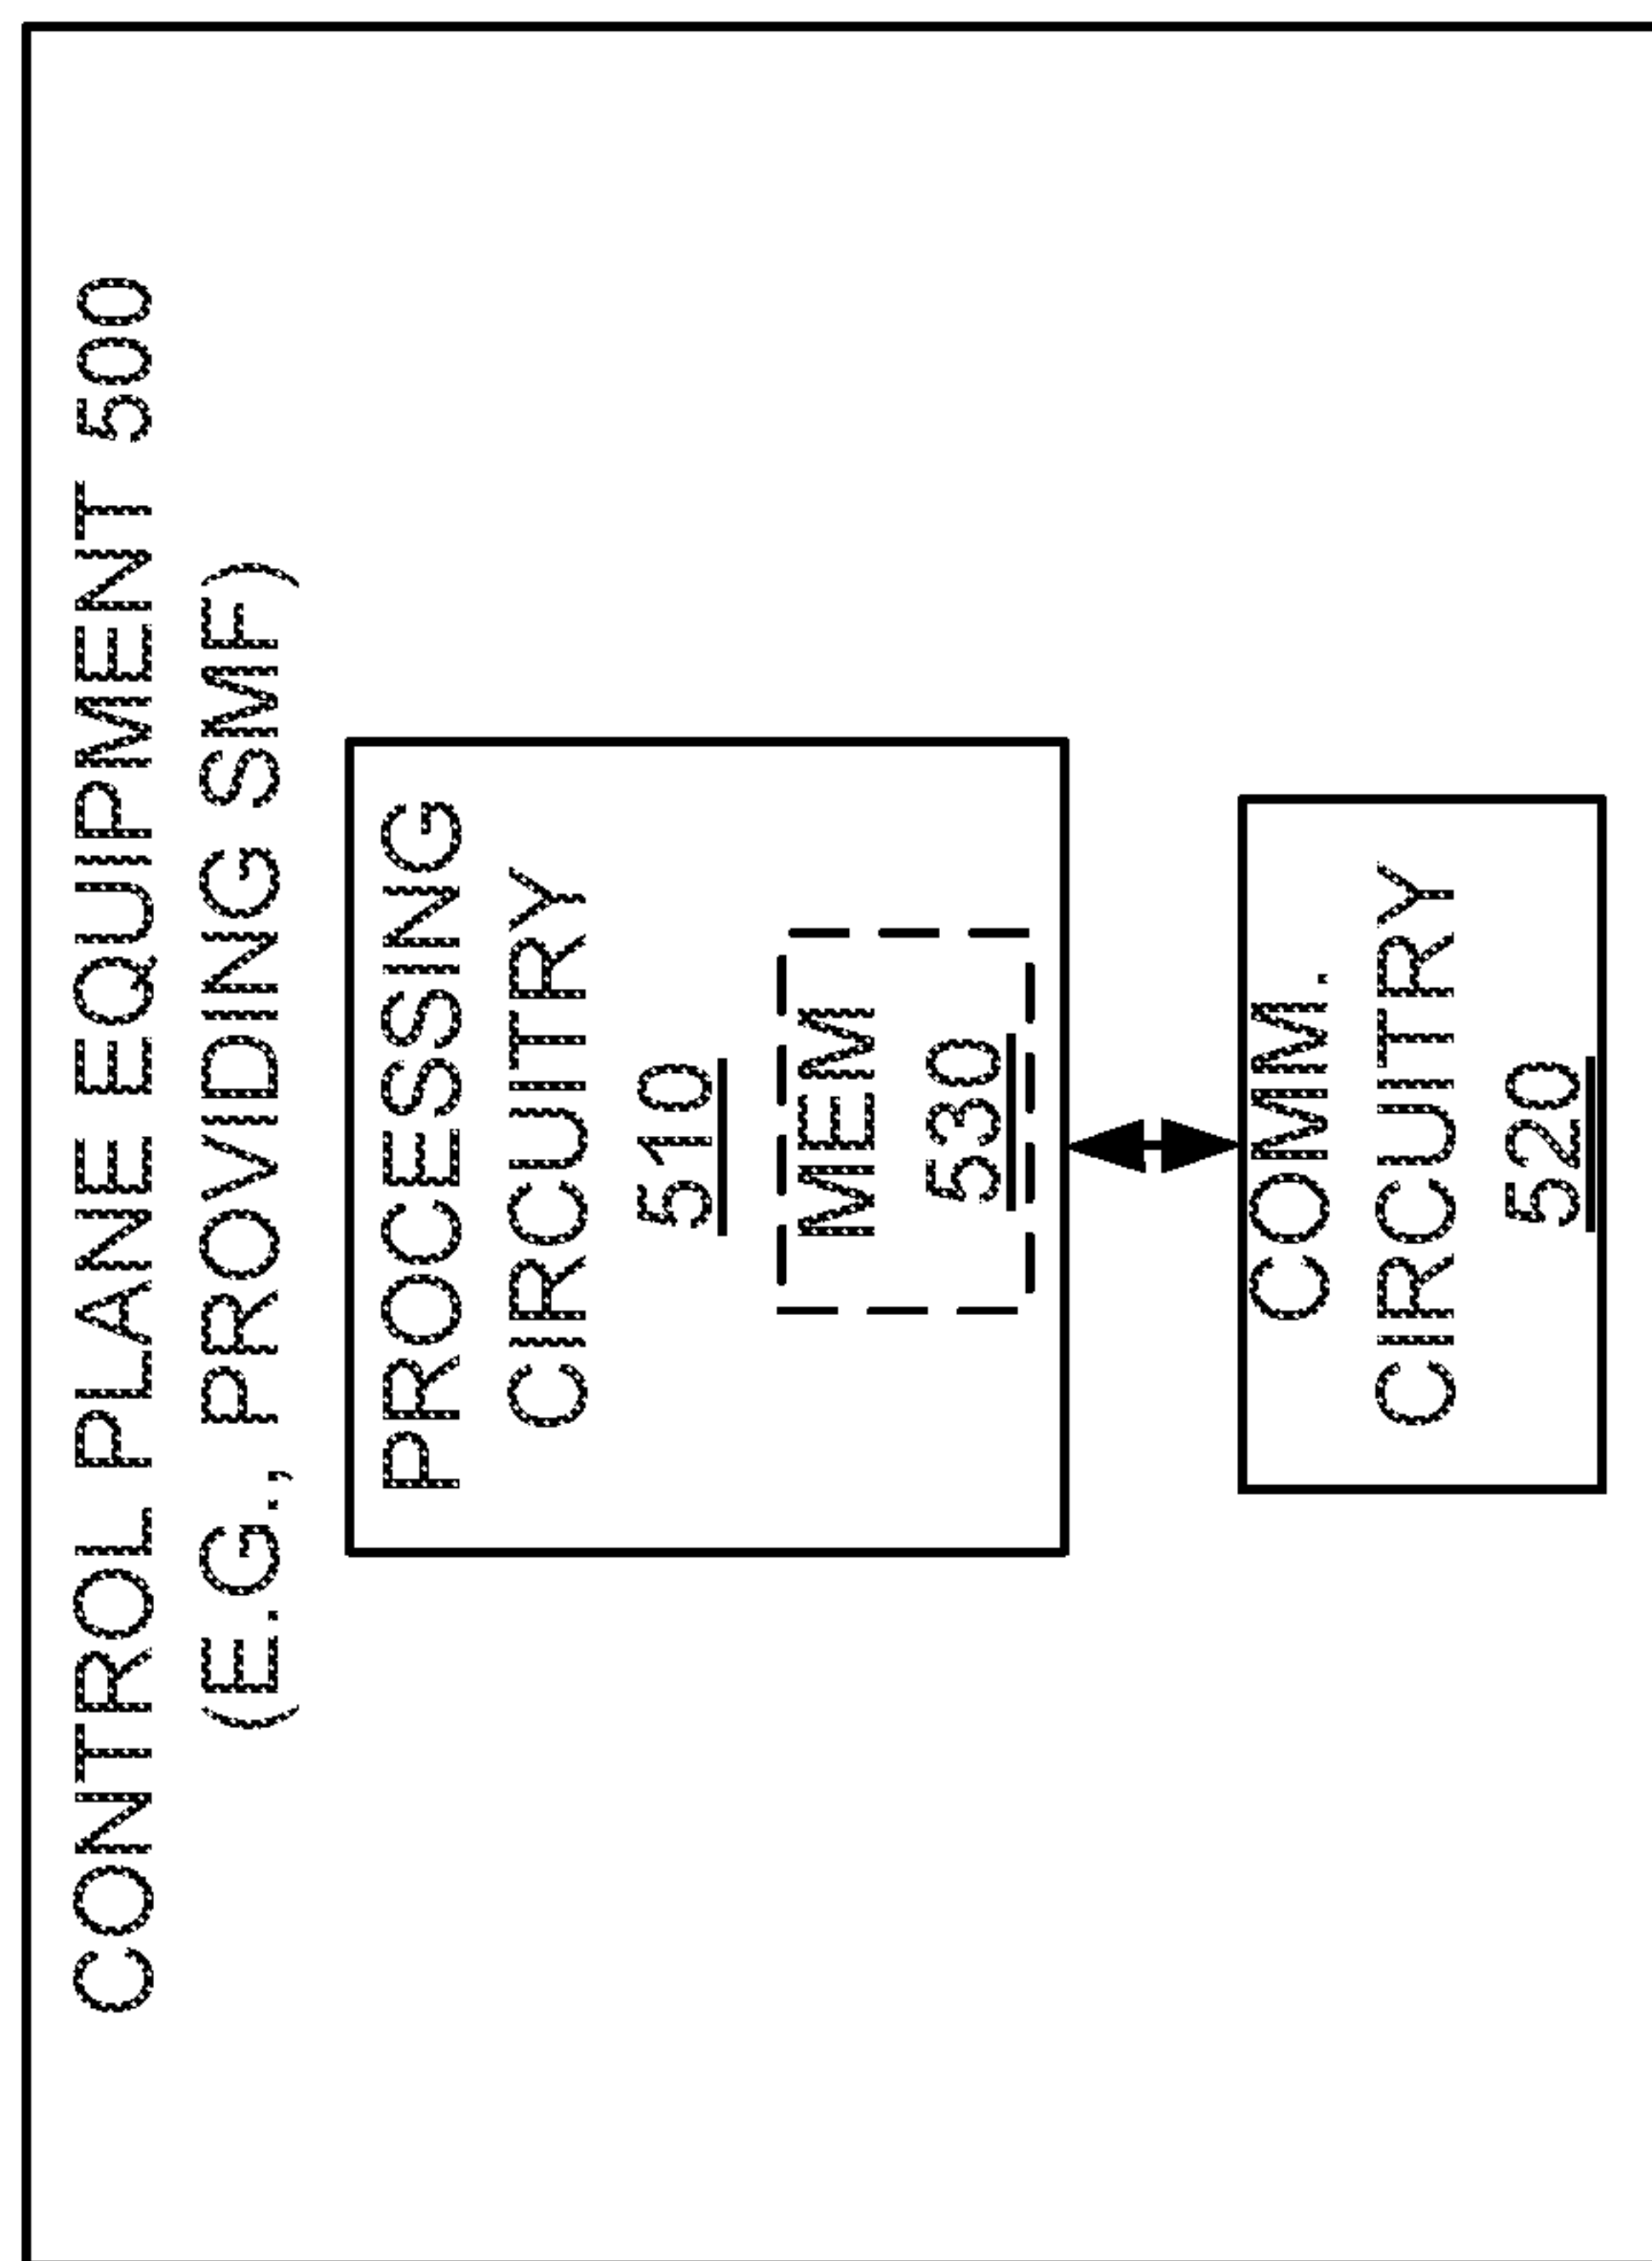 CONTROL PLANE EQUIPMENT 500
(E.G., PROVIDING SMF)
PROCESSING
CIRCUITRY
510
MEM
530
COMM.
CIRCUITRY
520